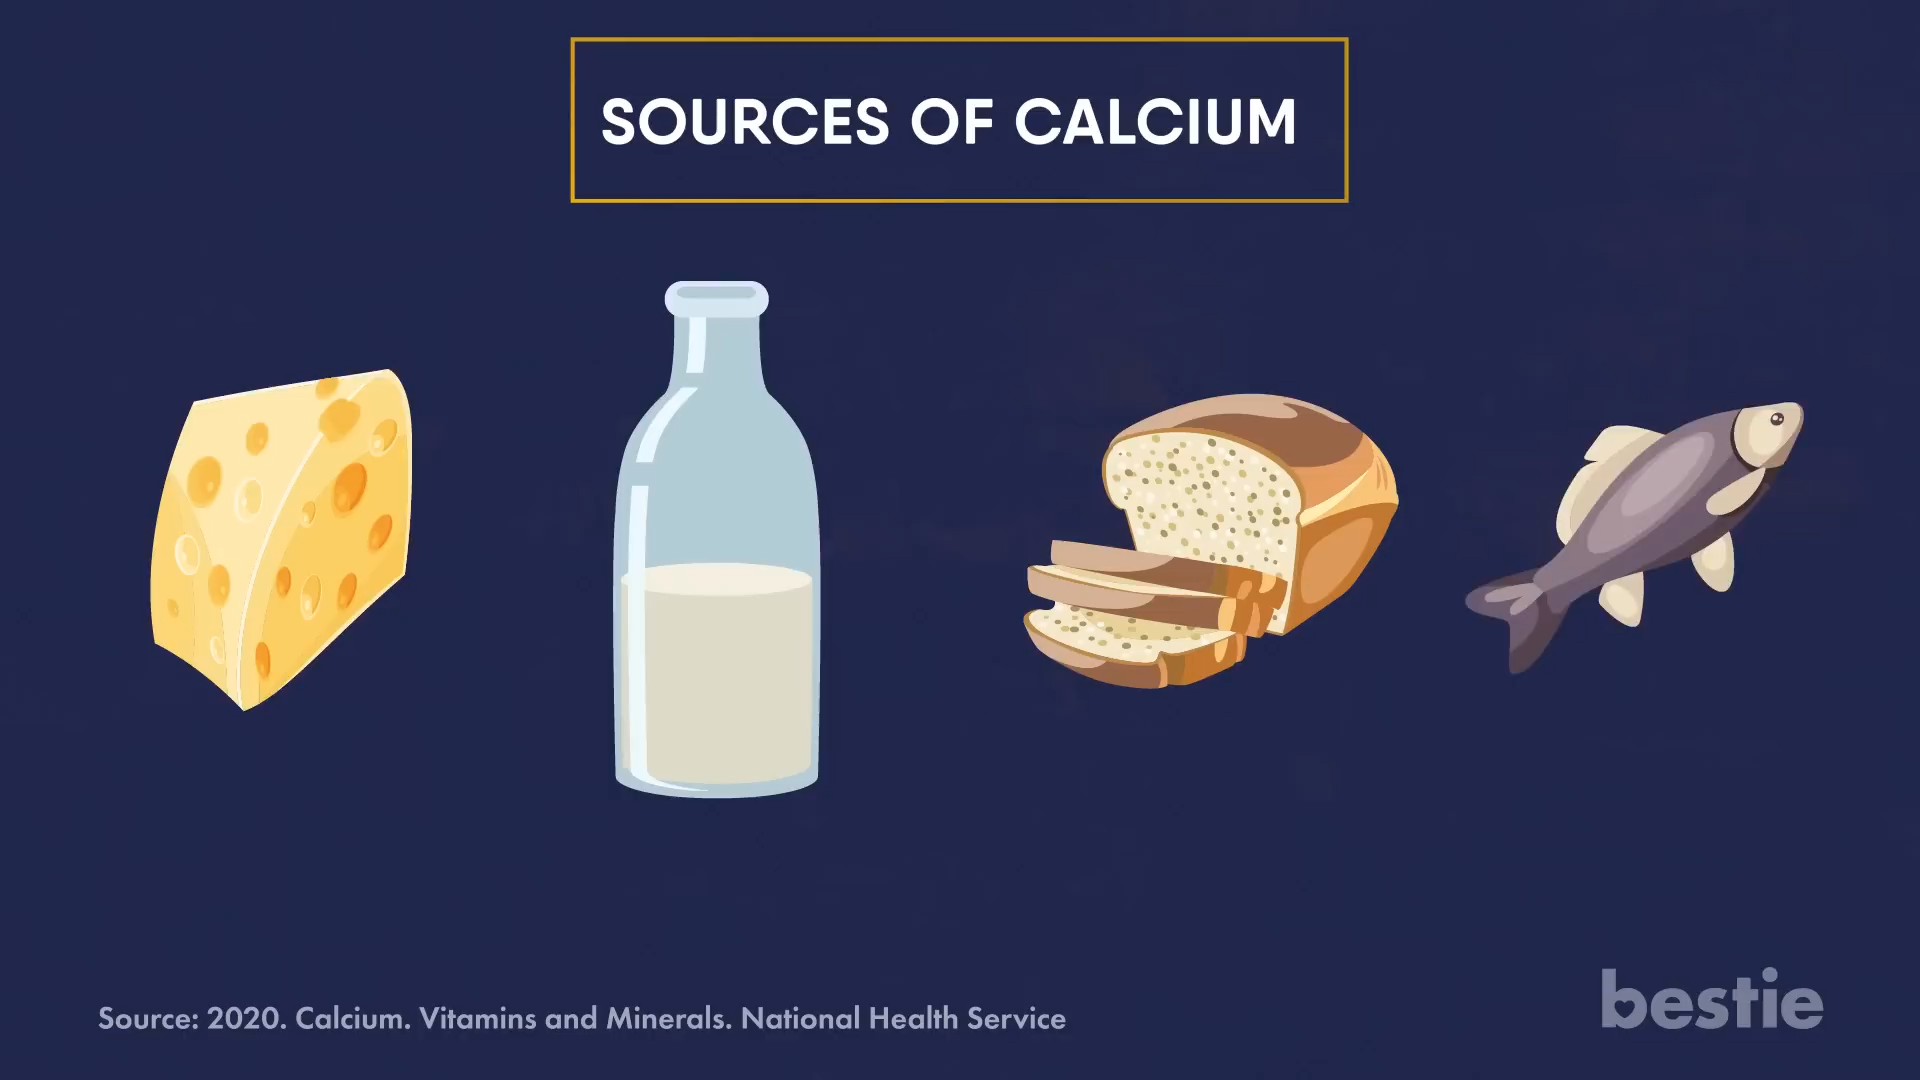 SOURCES OF CALCIUM
Source: 2020. Calcium. Vitamins and Minerals. National Health Service
bestie